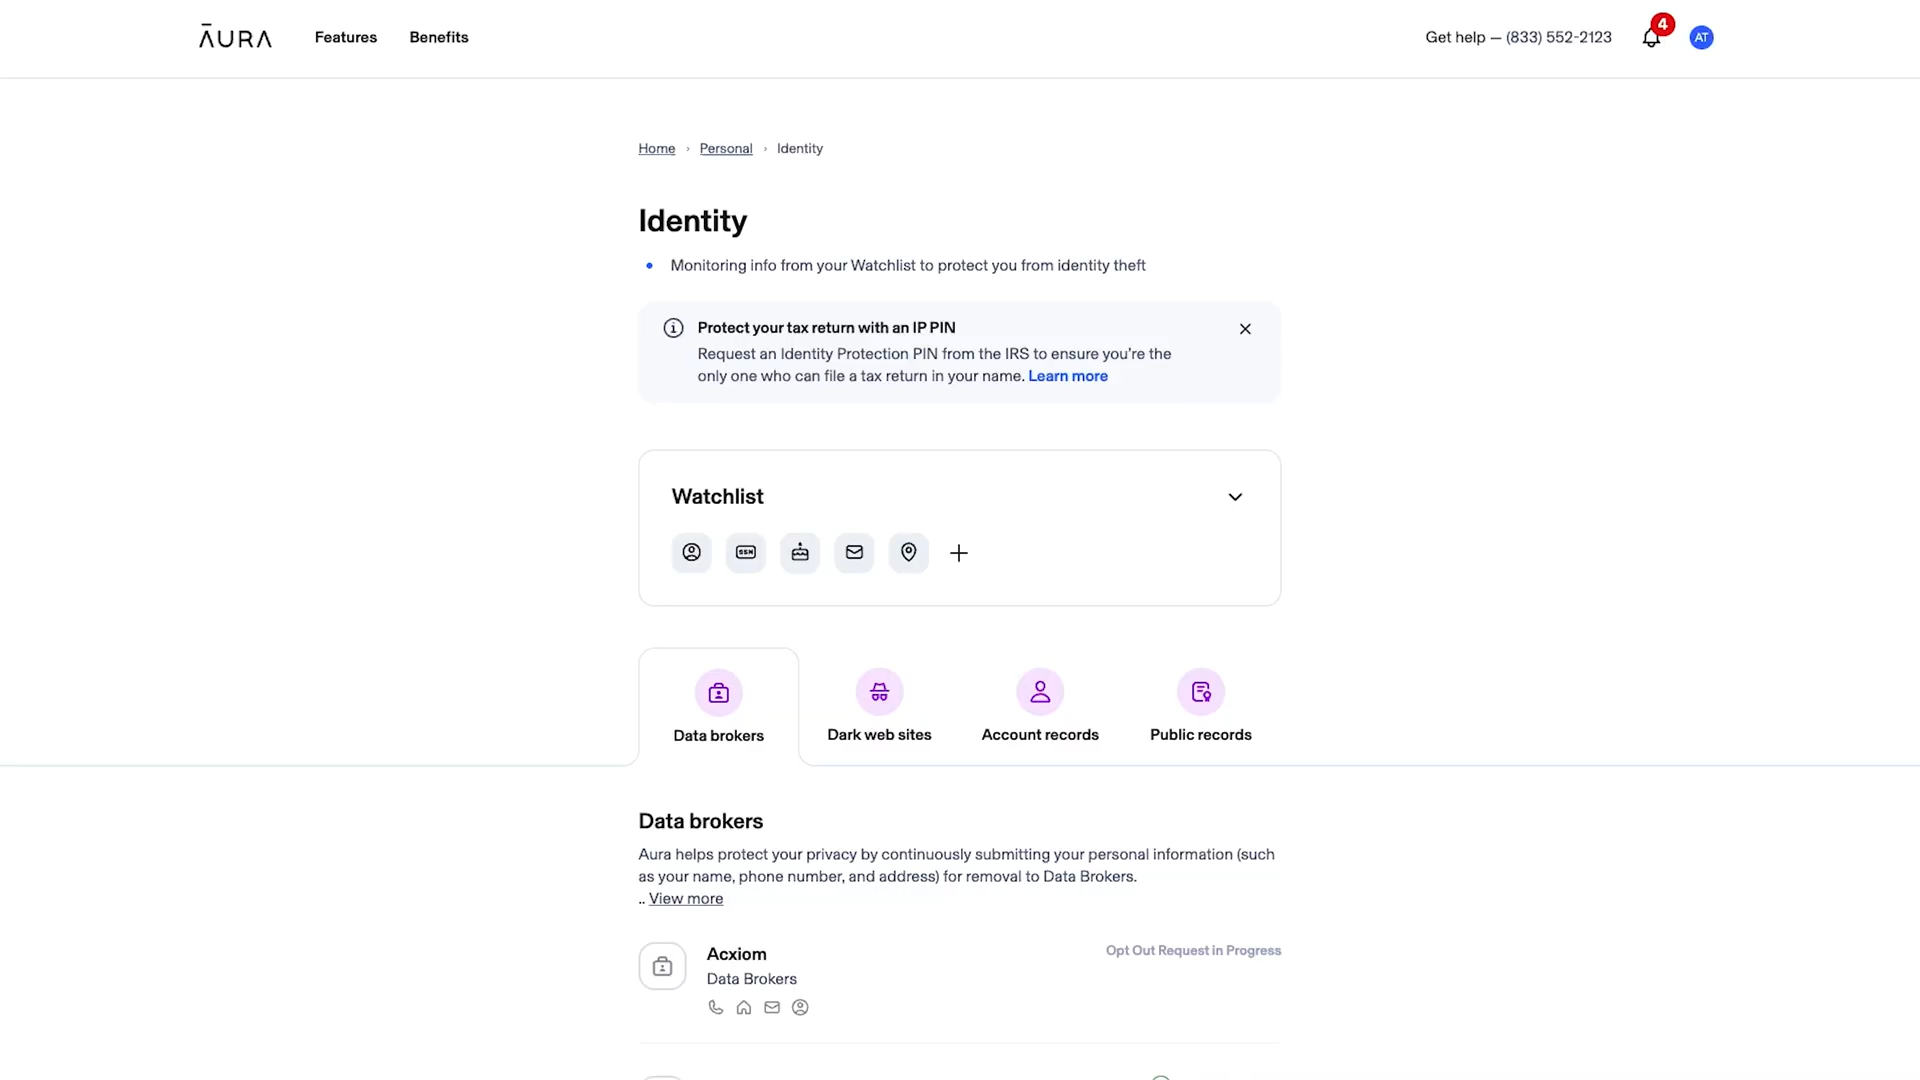 ĀURA
Features
Benefits
Get help — (833) 552-2123
4
AT
Home › Personal › Identity
Identity
• Monitoring info from your Watchlist to protect you from identity theft
Protect your tax return with an IP PIN
Request an Identity Protection PIN from the IRS to ensure you're the
only one who can file a tax return in your name. Learn more
Watchlist
SSN
Data brokers
Dark web sites
Account records
Public records
Data brokers
Aura helps protect your privacy by continuously submitting your personal information (such
as your name, phone number, and address) for removal to Data Brokers.
.. View more
Acxiom
Opt Out Request in Progress
Data Brokers